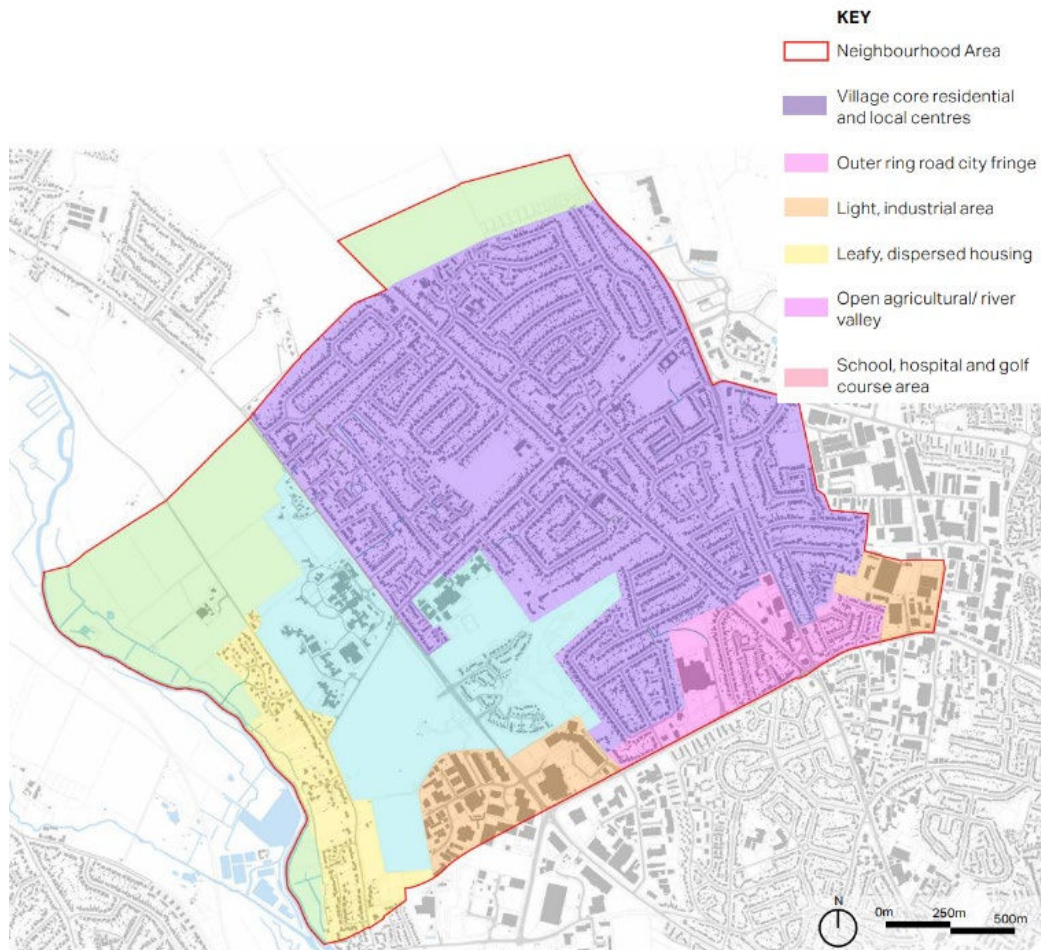 KEY
Neighbourhood Area
Village core residential
and local centres
Outer ring road city fringe
Light, industrial area
Leafy, dispersed housing
Open agricultural/ river
valley
School, hospital and golf
course area
N
0m 250m 500m